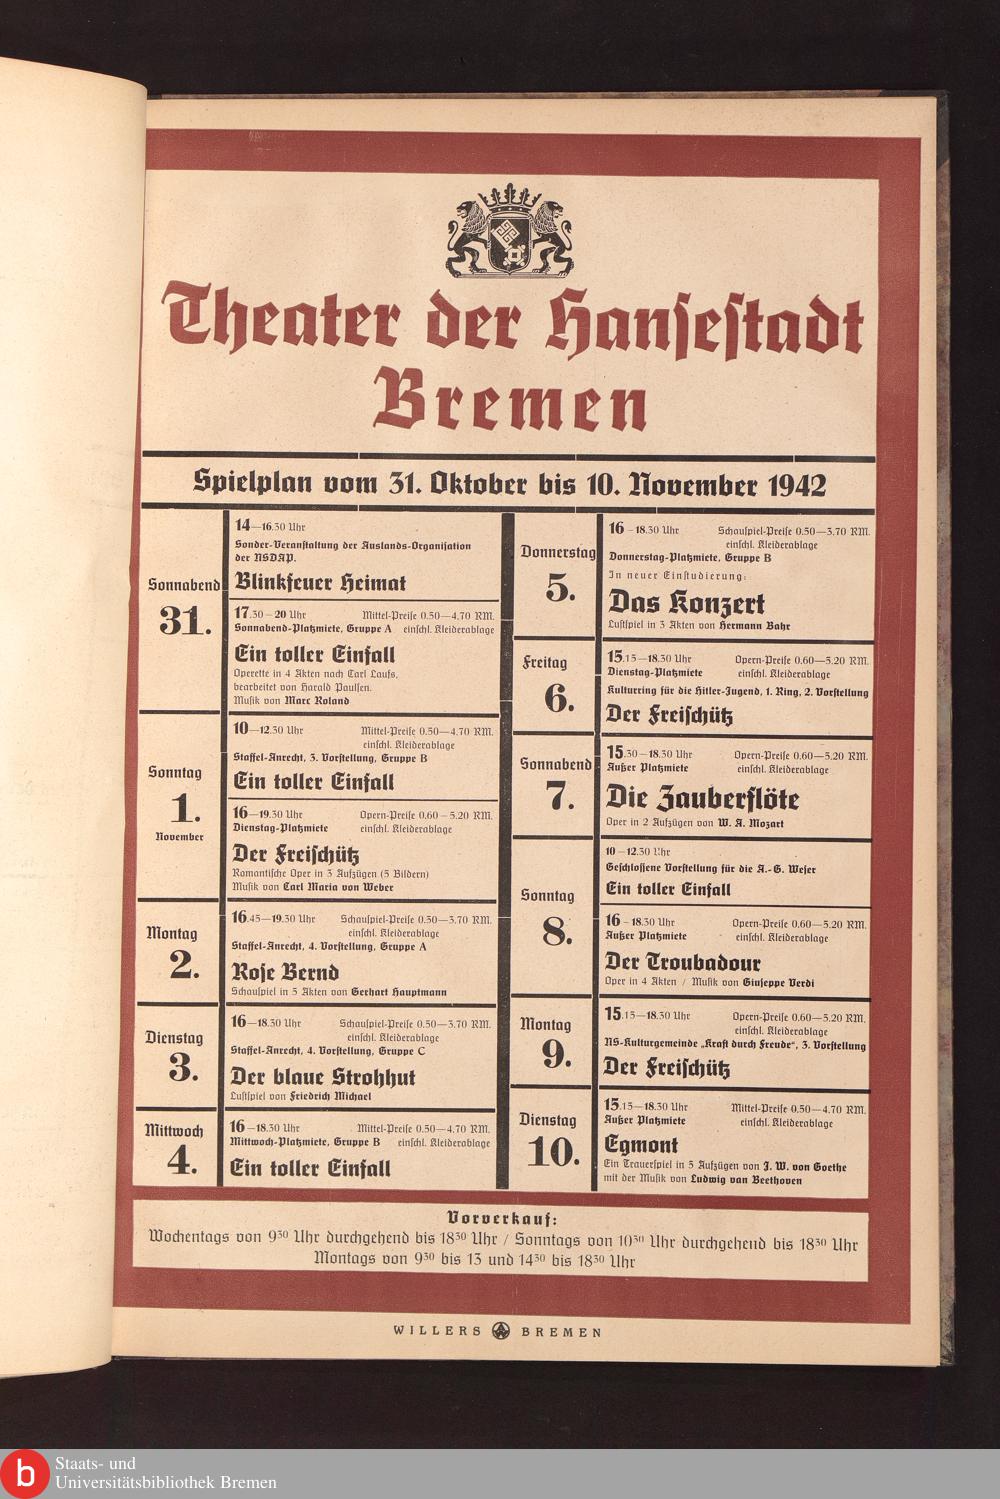 Theater der Hansestadt
Bremen
Spielplan vom 31. Oktober bis 10. November 1942
Sonnabend
31.
14—16.30 Uhr
Sonder-Veranstaltung der Auslands-Organisation
der NSDAP.
Blinkfeuer Heimat
17.30—20 Uhr Mittel-Preise 0.50—4.70 RM.
Sonnabend-Platzmiete, Gruppe A einschl. Kleiderablage
Ein toller Einfall
Operette in 4 Akten nach Carl Laufs,
bearbeitet von Harald Paulsen.
Musik von Marc Roland
Sonntag
1.
November
10—12.30 Uhr Mittel-Preise 0.50—4.70 RM.
einschl. Kleiderablage
Staffel-Anrecht, 3. Vorstellung, Gruppe B
Ein toller Einfall
16—19.30 Uhr Opern-Preise 0.60—5.20 RM.
Dienstag-Platzmiete einschl. Kleiderablage
Der Freischütz
Romantische Oper in 3 Aufzügen (5 Bildern)
Musik von Carl Maria von Weber
Montag
2.
16.45—19.30 Uhr Schauspiel-Preise 0.50—3.70 RM.
einschl. Kleiderablage
Staffel-Anrecht, 4. Vorstellung, Gruppe A
Rose Bernd
Schauspiel in 5 Akten von Gerhart Hauptmann
Dienstag
3.
16—18.30 Uhr Schauspiel-Preise 0.50—3.70 RM.
einschl. Kleiderablage
Staffel-Anrecht, 4. Vorstellung, Gruppe C
Der blaue Strohhut
Lustspiel von Friedrich Michael
Mittwoch
4.
16—18.30 Uhr Mittel-Preise 0.50—4.70 RM.
Mittwoch-Platzmiete, Gruppe B einschl. Kleiderablage
Ein toller Einfall
Donnerstag
5.
16—18.30 Uhr Schauspiel-Preise 0.50—3.70 RM.
einschl. Kleiderablage
Donnerstag-Platzmiete, Gruppe B
In neuer Einstudierung:
Das Konzert
Lustspiel in 3 Akten von Hermann Bahr
Freitag
6.
15.15—18.30 Uhr Opern-Preise 0.60—5.20 RM.
Dienstag-Platzmiete einschl. Kleiderablage
Kulturring für die Hitler-Jugend, 1. Ring, 2. Vorstellung
Der Freischütz
Sonnabend
7.
15.30—18.30 Uhr Opern-Preise 0.60—5.20 RM.
Außer Platzmiete einschl. Kleiderablage
Die Zauberflöte
Oper in 2 Aufzügen von W. A. Mozart
Sonntag
8.
10—12.30 Uhr
Geschlossene Vorstellung für die A.-G. Weser
Ein toller Einfall
16—18.30 Uhr Opern-Preise 0.60—5.20 RM.
Außer Platzmiete einschl. Kleiderablage
Der Troubadour
Oper in 4 Akten / Musik von Giuseppe Verdi
Montag
9.
15.15—18.30 Uhr Opern-Preise 0.60—5.20 RM.
einschl. Kleiderablage
NS-Kulturgemeinde „Kraft durch Freude“, 3. Vorstellung
Der Freischütz
Dienstag
10.
15.15—18.30 Uhr Mittel-Preise 0.50—4.70 RM.
Außer Platzmiete einschl. Kleiderablage
Egmont
Ein Trauerspiel in 5 Aufzügen von J. W. von Goethe
mit der Musik von Ludwig van Beethoven
Vorverkauf:
Wochentags von 9³⁰ Uhr durchgehend bis 18³⁰ Uhr / Sonntags von 10³⁰ Uhr durchgehend bis 18³⁰ Uhr
Montags von 9³⁰ bis 13 und 14³⁰ bis 18³⁰ Uhr
WILLERS BREMEN
b
Staats- und
Universitätsbibliothek Bremen